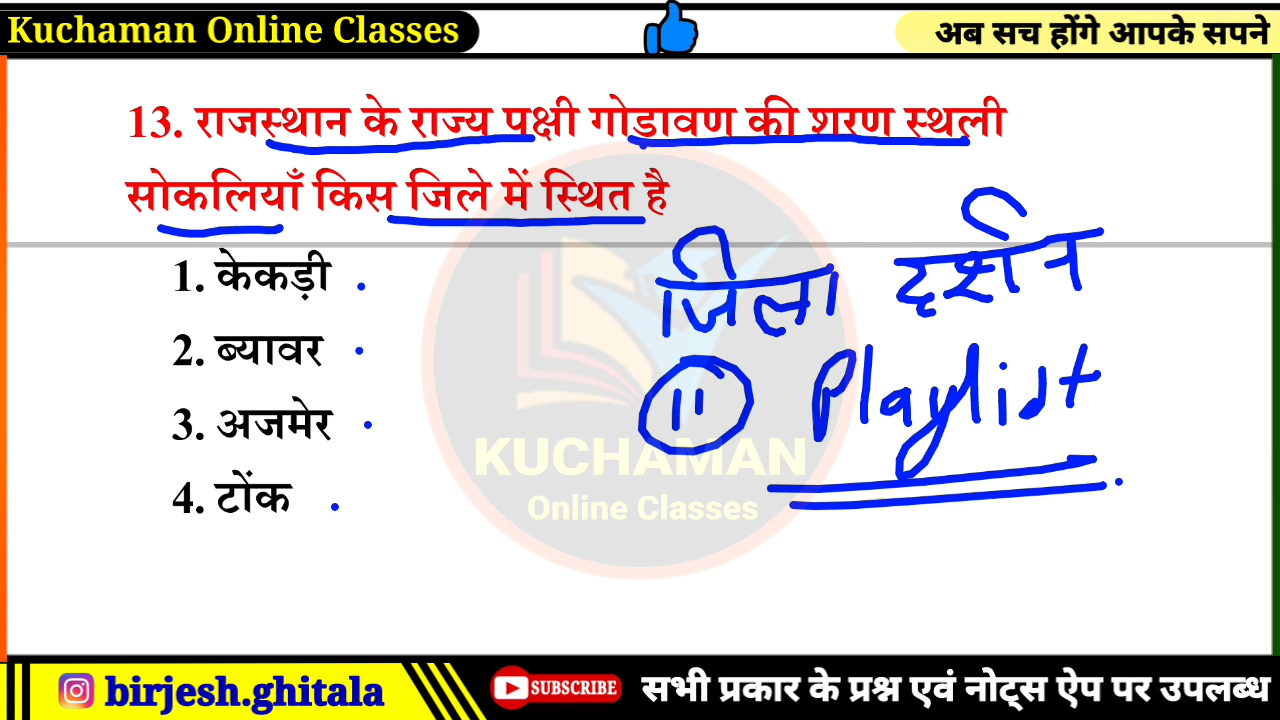 Kuchaman Online Classes
अब सच होंगे आपके सपने
13. राजस्थान के राज्य पक्षी गोड़ावण की शरण स्थली
सोकलियाँ किस जिले में स्थित है
1. केकड़ी
2. ब्यावर
3. अजमेर
4. टोंक
जिला दर्शन
11 Playlist
KUCHAMAN
Online Classes
birjesh.ghitala
SUBSCRIBE
सभी प्रकार के प्रश्न एवं नोट्स ऐप पर उपलब्ध